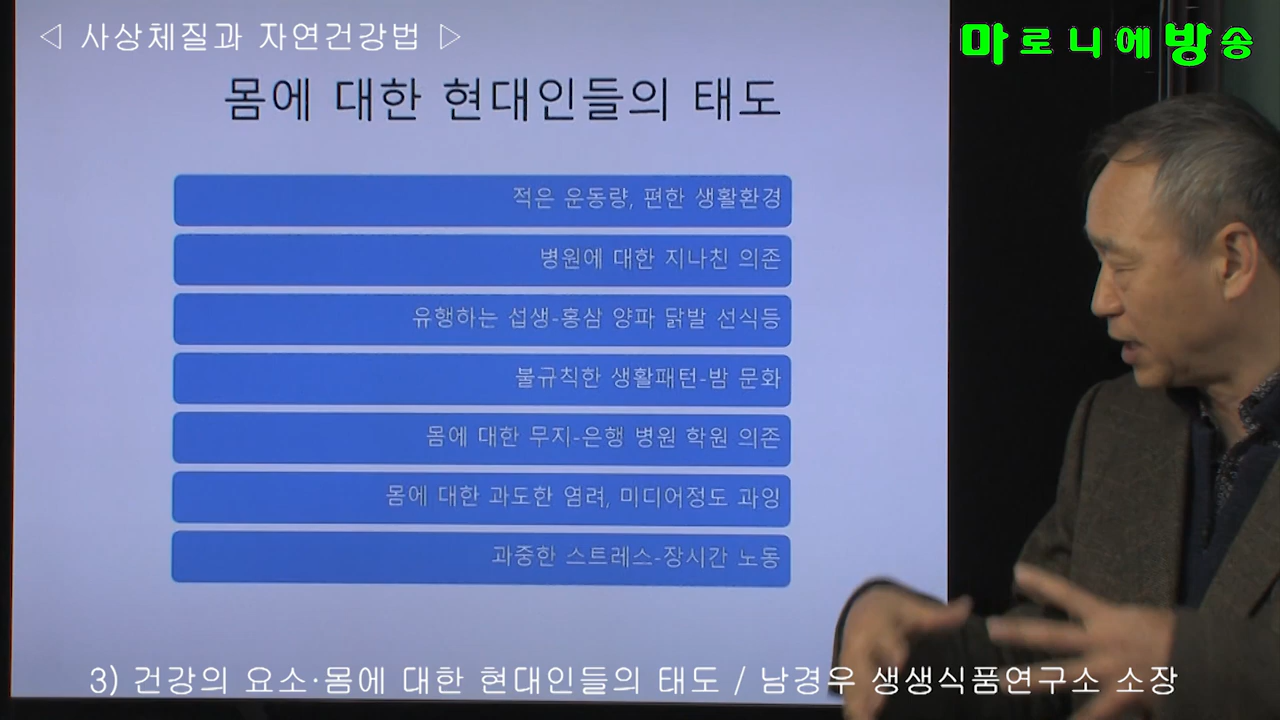 ◁ 사상체질과 자연건강법 ▷
마로니에방송
몸에 대한 현대인들의 태도
적은 운동량, 편한 생활환경
병원에 대한 지나친 의존
유행하는 섭생-홍삼 양파 닭발 선식등
불규칙한 생활패턴-밤 문화
몸에 대한 무지-은행 병원 학원 의존
몸에 대한 과도한 염려, 미디어정도 과잉
과중한 스트레스-장시간 노동
3) 건강의 요소·몸에 대한 현대인들의 태도 / 남경우 생생식품연구소 소장